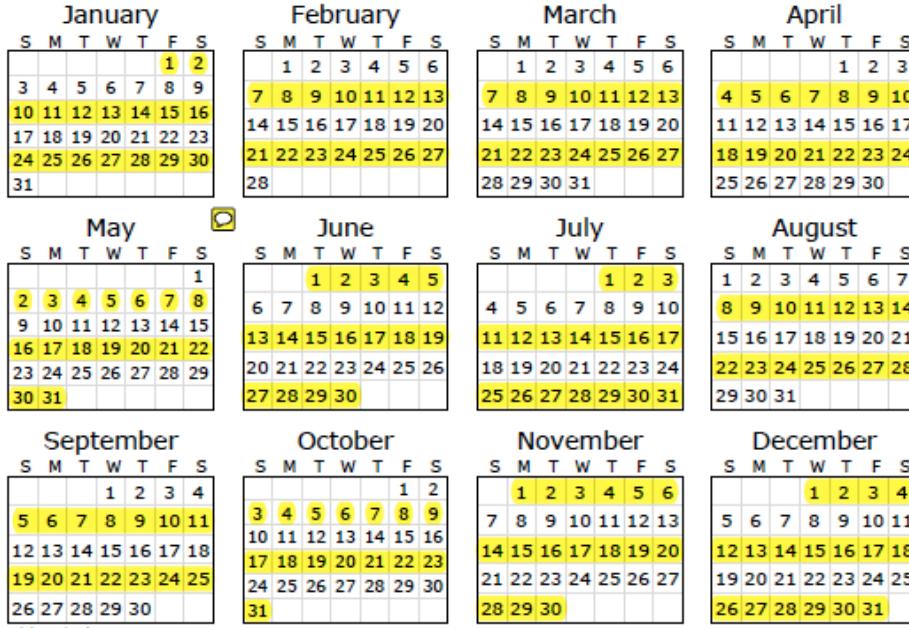 January February March April
S M T W T F S S M T W T F S S M T W T F S S M T W T F S
1 2 1 2 3 4 5 6 1 2 3 4 5 6 1 2 3
3 4 5 6 7 8 9 7 8 9 10 11 12 13 7 8 9 10 11 12 13 4 5 6 7 8 9 10
10 11 12 13 14 15 16 14 15 16 17 18 19 20 14 15 16 17 18 19 20 11 12 13 14 15 16 17
17 18 19 20 21 22 23 21 22 23 24 25 26 27 21 22 23 24 25 26 27 18 19 20 21 22 23 24
24 25 26 27 28 29 30 28 28 29 30 31 25 26 27 28 29 30
31
May June July August
S M T W T F S S M T W T F S S M T W T F S S M T W T F S
1 1 2 3 4 5 1 2 3 1 2 3 4 5 6 7
2 3 4 5 6 7 8 6 7 8 9 10 11 12 4 5 6 7 8 9 10 8 9 10 11 12 13 14
9 10 11 12 13 14 15 13 14 15 16 17 18 19 11 12 13 14 15 16 17 15 16 17 18 19 20 21
16 17 18 19 20 21 22 20 21 22 23 24 25 26 18 19 20 21 22 23 24 22 23 24 25 26 27 28
23 24 25 26 27 28 29 27 28 29 30 25 26 27 28 29 30 31 29 30 31
30 31
September October November December
S M T W T F S S M T W T F S S M T W T F S S M T W T F S
1 2 3 4 1 2 1 2 3 4 5 6 1 2 3 4
5 6 7 8 9 10 11 3 4 5 6 7 8 9 7 8 9 10 11 12 13 5 6 7 8 9 10 11
12 13 14 15 16 17 18 10 11 12 13 14 15 16 14 15 16 17 18 19 20 12 13 14 15 16 17 18
19 20 21 22 23 24 25 17 18 19 20 21 22 23 21 22 23 24 25 26 27 19 20 21 22 23 24 25
26 27 28 29 30 24 25 26 27 28 29 30 28 29 30 26 27 28 29 30 31
31